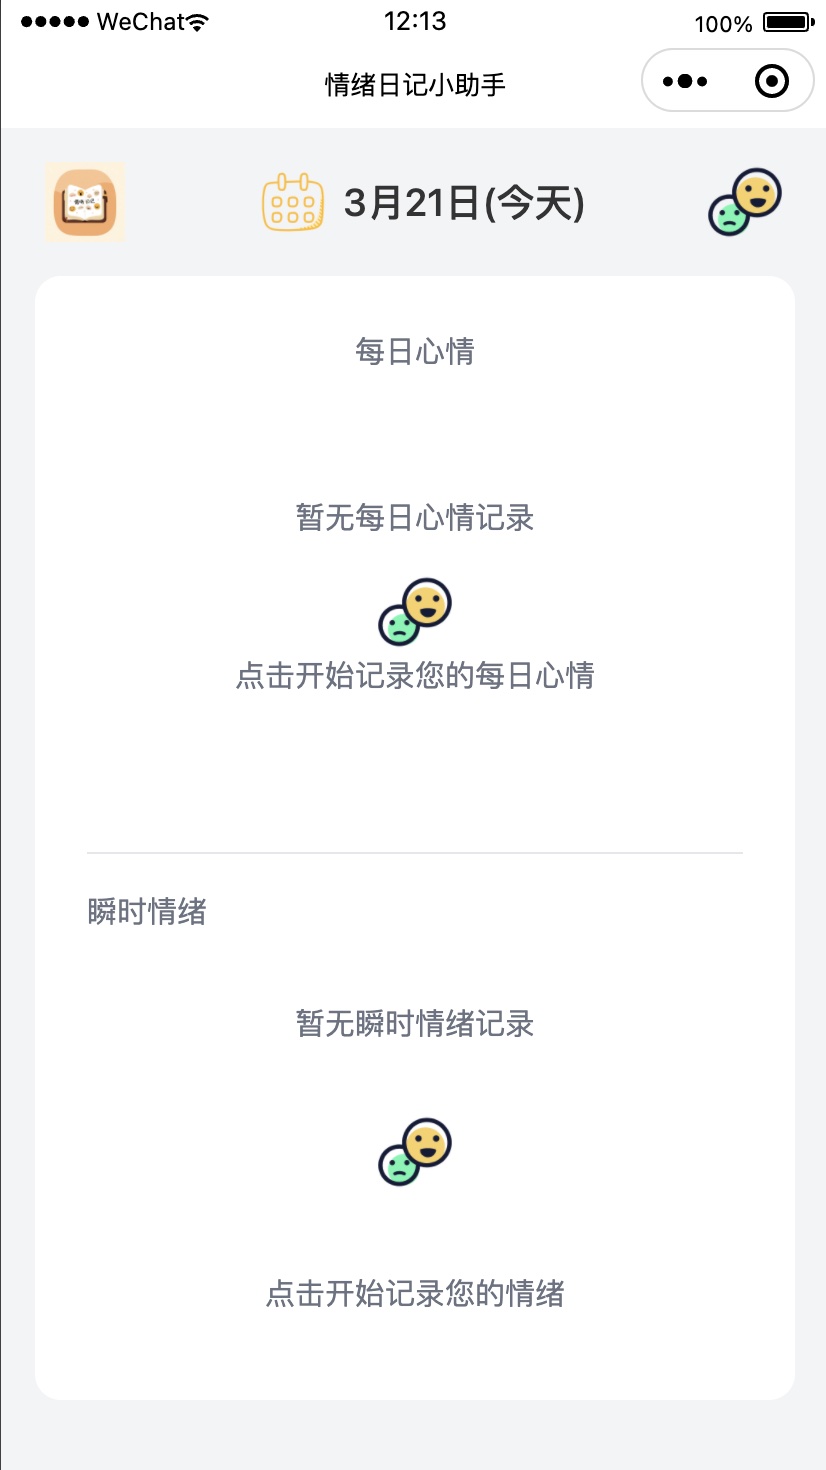 WeChat
12:13
100%
情绪日记小助手
3月21日(今天)
每日心情
暂无每日心情记录
点击开始记录您的每日心情
瞬时情绪
暂无瞬时情绪记录
点击开始记录您的情绪